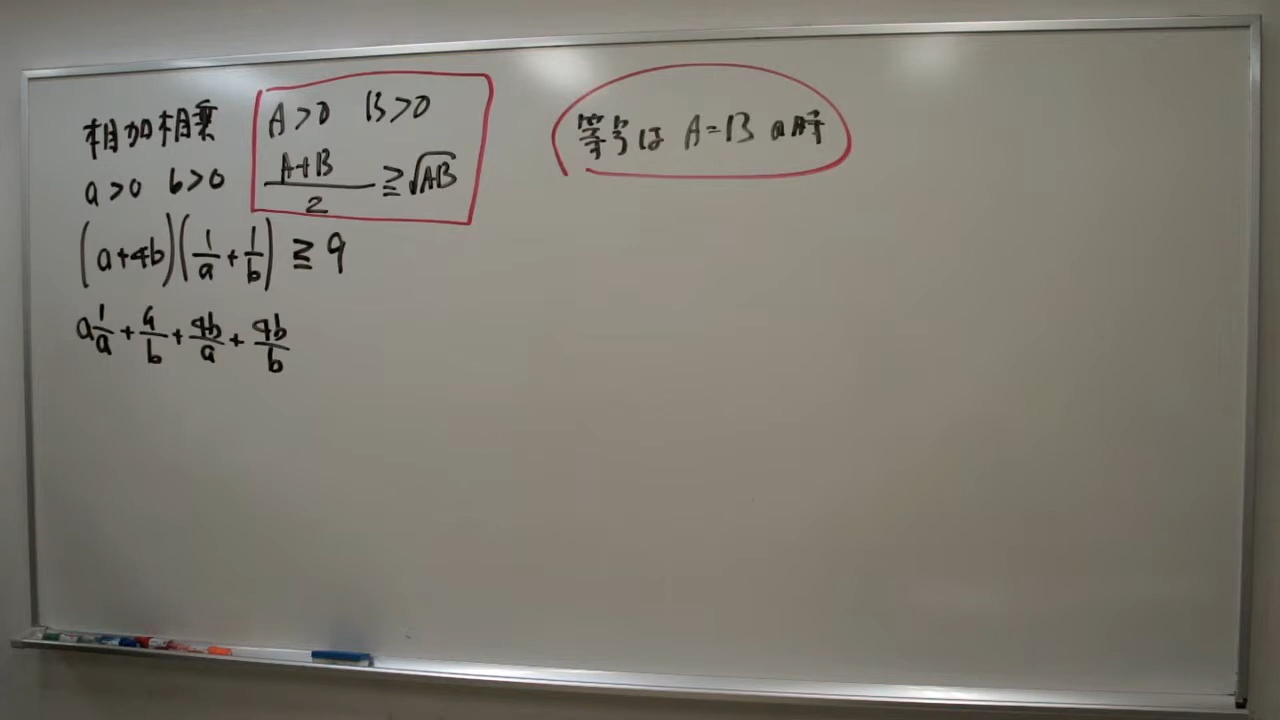 相加相乗
a>0 b>0
(a+4b)(1/a+1/b) ≧ 9
a1/a+a/b+4b/a+4b/b
A>0 B>0
A+B/2 ≧ √AB
等号は A=B の時